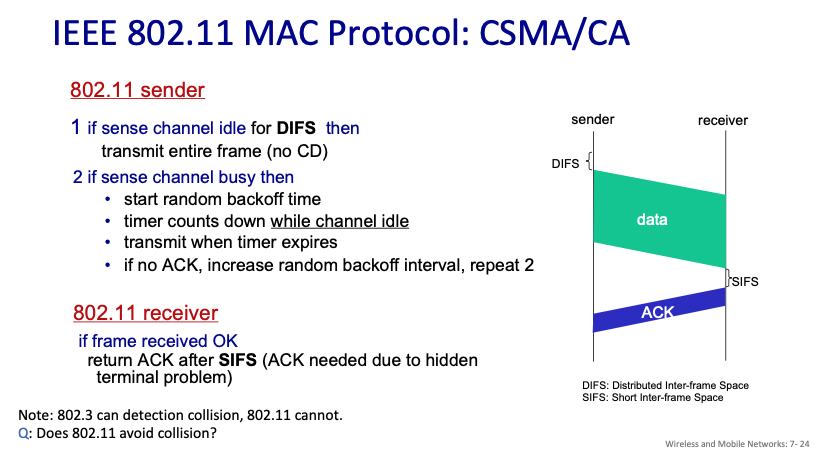 IEEE 802.11 MAC Protocol: CSMA/CA
802.11 sender
1 if sense channel idle for DIFS then
transmit entire frame (no CD)
2 if sense channel busy then
• start random backoff time
• timer counts down while channel idle
• transmit when timer expires
• if no ACK, increase random backoff interval, repeat 2
802.11 receiver
if frame received OK
return ACK after SIFS (ACK needed due to hidden
terminal problem)
Note: 802.3 can detection collision, 802.11 cannot.
Q: Does 802.11 avoid collision?
sender
receiver
DIFS
data
SIFS
ACK
DIFS: Distributed Inter-frame Space
SIFS: Short Inter-frame Space
Wireless and Mobile Networks: 7- 24